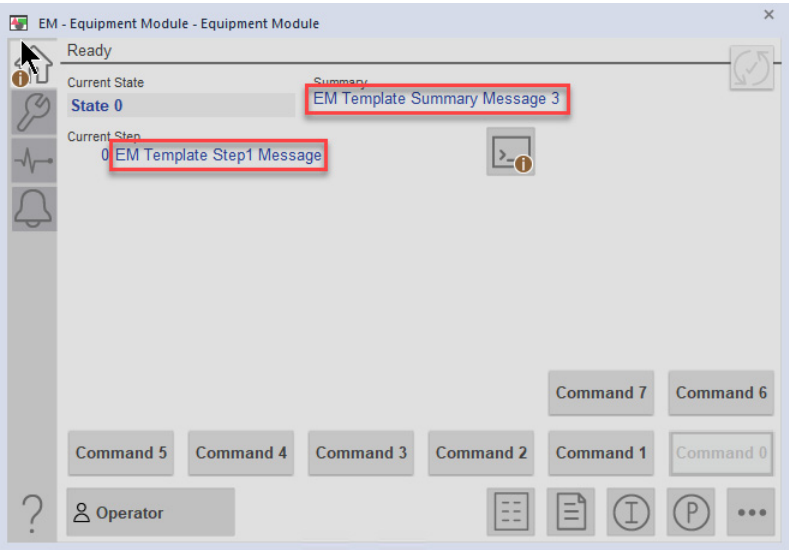 EM - Equipment Module - Equipment Module
×
Ready
Current State
Summary
State 0
EM Template Summary Message 3
Current Step
0 EM Template Step1 Message
>_
i
i
Command 7
Command 6
Command 5
Command 4
Command 3
Command 2
Command 1
Command 0
?
Operator
I
P
•••